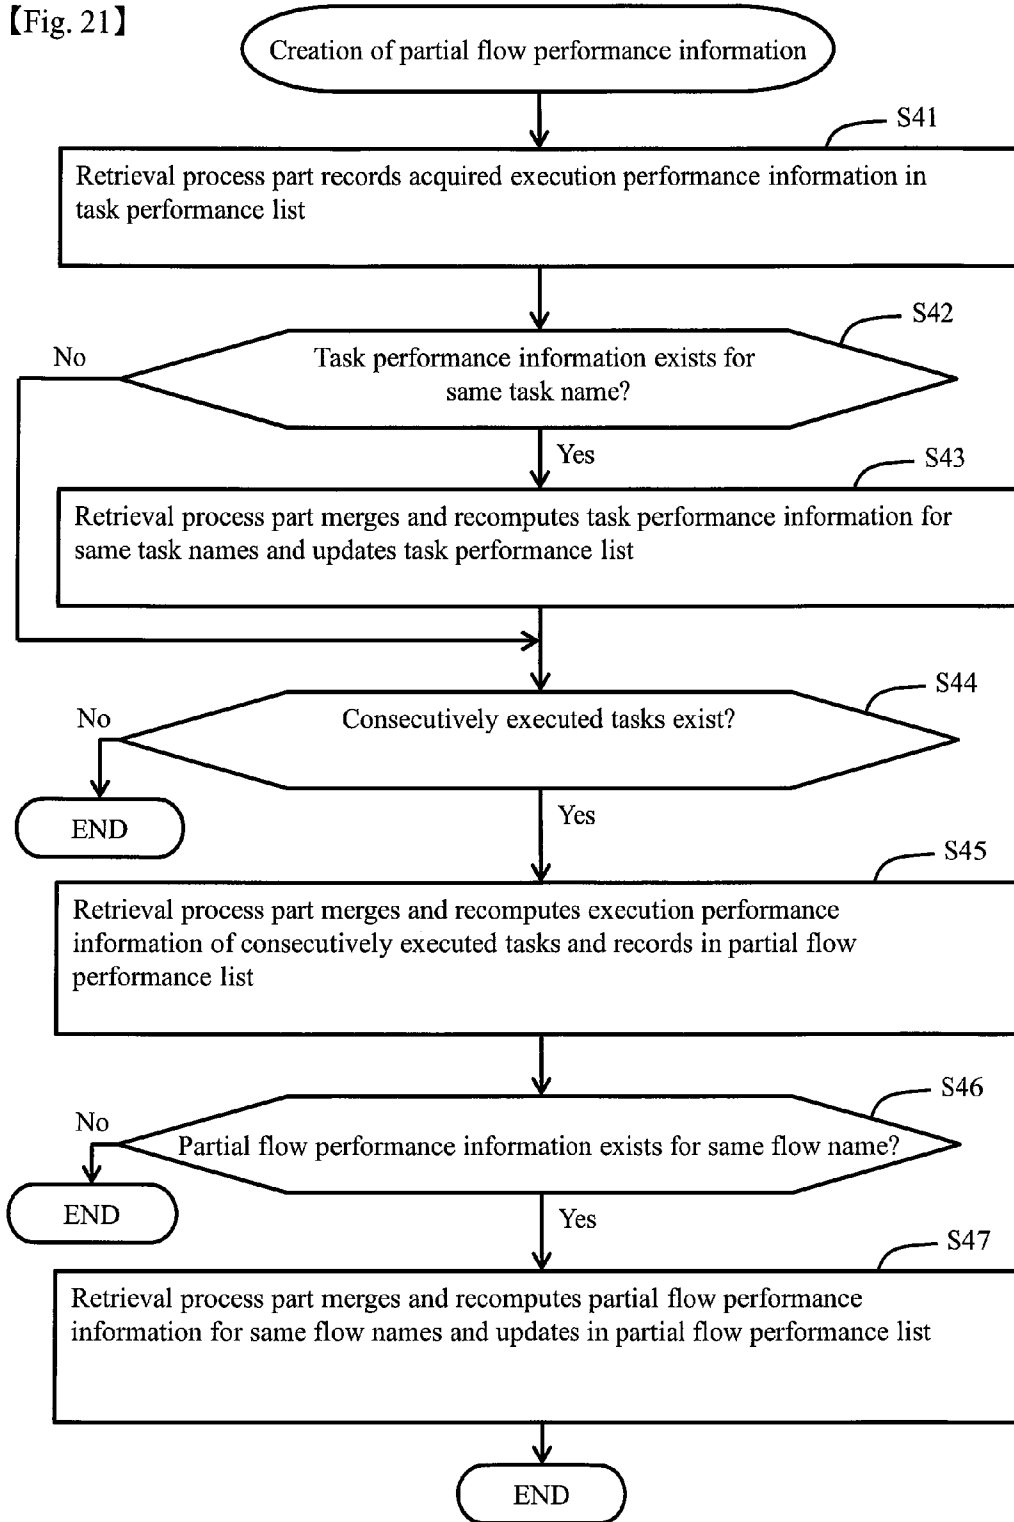 【Fig. 21】
Creation of partial flow performance information
S41
Retrieval process part records acquired execution performance information in
task performance list
S42
No
Task performance information exists for
same task name?
Yes
S43
Retrieval process part merges and recomputes task performance information for
same task names and updates task performance list
S44
No
Consecutively executed tasks exist?
END
Yes
S45
Retrieval process part merges and recomputes execution performance
information of consecutively executed tasks and records in partial flow
performance list
S46
No
Partial flow performance information exists for same flow name?
END
Yes
S47
Retrieval process part merges and recomputes partial flow performance
information for same flow names and updates in partial flow performance list
END